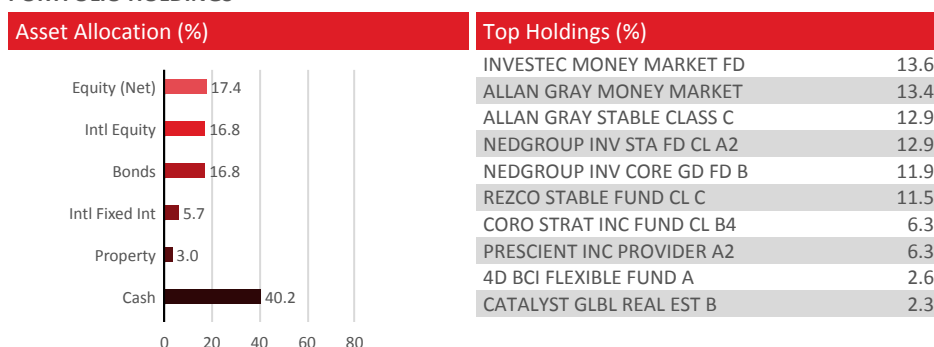 PORTFOLIO HOLDINGS
Asset Allocation (%)
Equity (Net) 17.4
Intl Equity 16.8
Bonds 16.8
Intl Fixed Int 5.7
Property 3.0
Cash 40.2
0 20 40 60 80
Top Holdings (%)
INVESTEC MONEY MARKET FD 13.6
ALLAN GRAY MONEY MARKET 13.4
ALLAN GRAY STABLE CLASS C 12.9
NEDGROUP INV STA FD CL A2 12.9
NEDGROUP INV CORE GD FD B 11.9
REZCO STABLE FUND CL C 11.5
CORO STRAT INC FUND CL B4 6.3
PRESCIENT INC PROVIDER A2 6.3
4D BCI FLEXIBLE FUND A 2.6
CATALYST GLBL REAL EST B 2.3